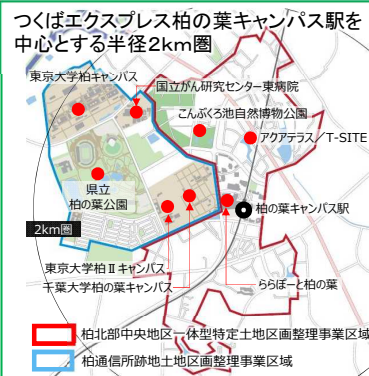 つくばエクスプレス柏の葉キャンパス駅を
中心とする半径2km圏
東京大学柏キャンパス
国立がん研究センター東病院
こんぶくろ池自然博物公園
アクアテラス/T-SITE
県立
柏の葉公園
柏の葉キャンパス駅
2km圏
東京大学柏Ⅱキャンパス
千葉大学柏の葉キャンパス
ららぽーと柏の葉
柏北部中央地区一体型特定土地区画整理事業区域
柏通信所跡地土地区画整理事業区域